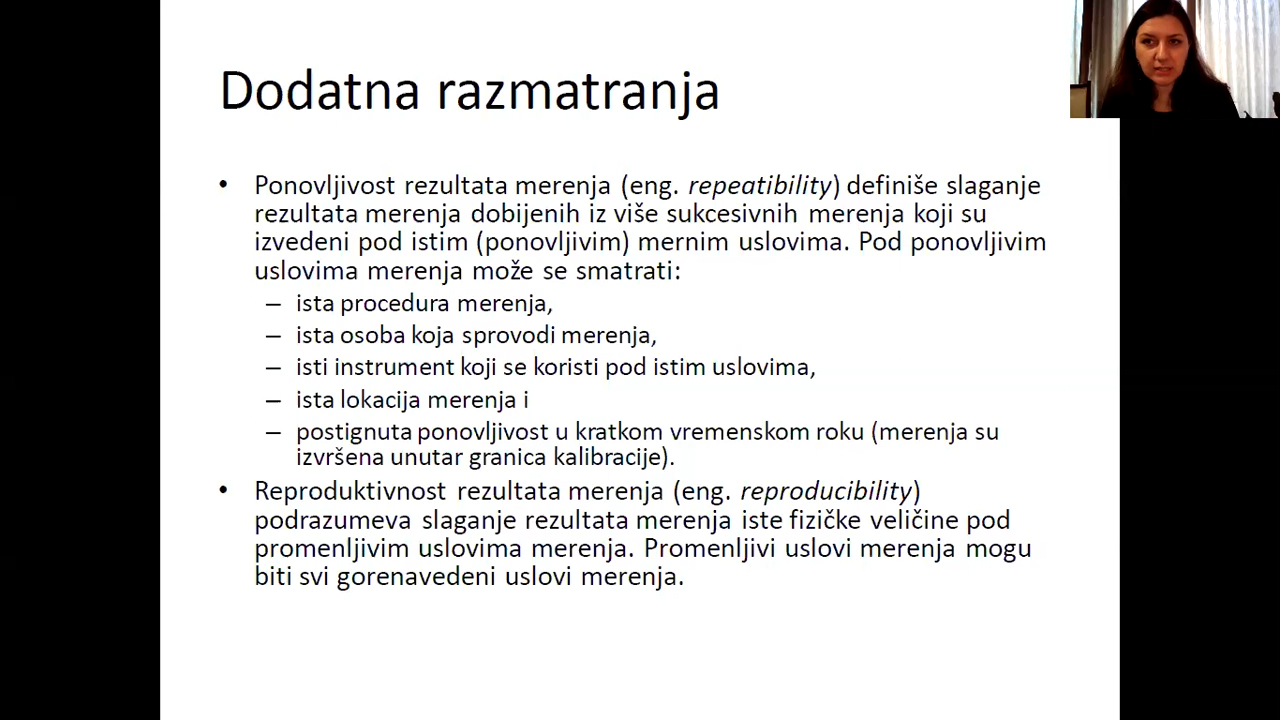 Dodatna razmatranja
• Ponovljivost rezultata merenja (eng. repeatibility) definiše slaganje
rezultata merenja dobijenih iz više sukcesivnih merenja koji su
izvedeni pod istim (ponovljivim) mernim uslovima. Pod ponovljivim
uslovima merenja može se smatrati:
– ista procedura merenja,
– ista osoba koja sprovodi merenja,
– isti instrument koji se koristi pod istim uslovima,
– ista lokacija merenja i
– postignuta ponovljivost u kratkom vremenskom roku (merenja su
izvršena unutar granica kalibracije).
• Reproduktivnost rezultata merenja (eng. reproducibility)
podrazumeva slaganje rezultata merenja iste fizičke veličine pod
promenljivim uslovima merenja. Promenljivi uslovi merenja mogu
biti svi gorenavedeni uslovi merenja.